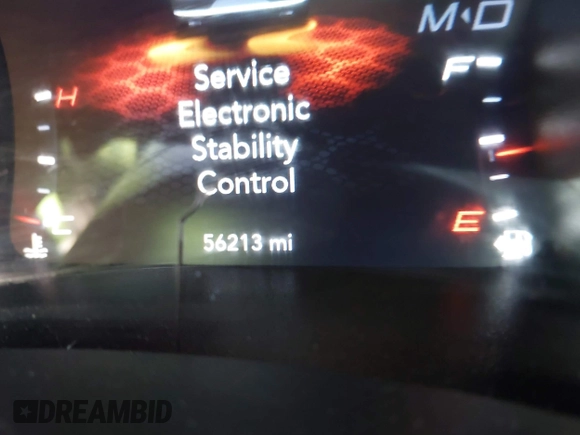 M◄D
H
F
Service
Electronic
Stability
Control
E
56213 mi
DREAMBID